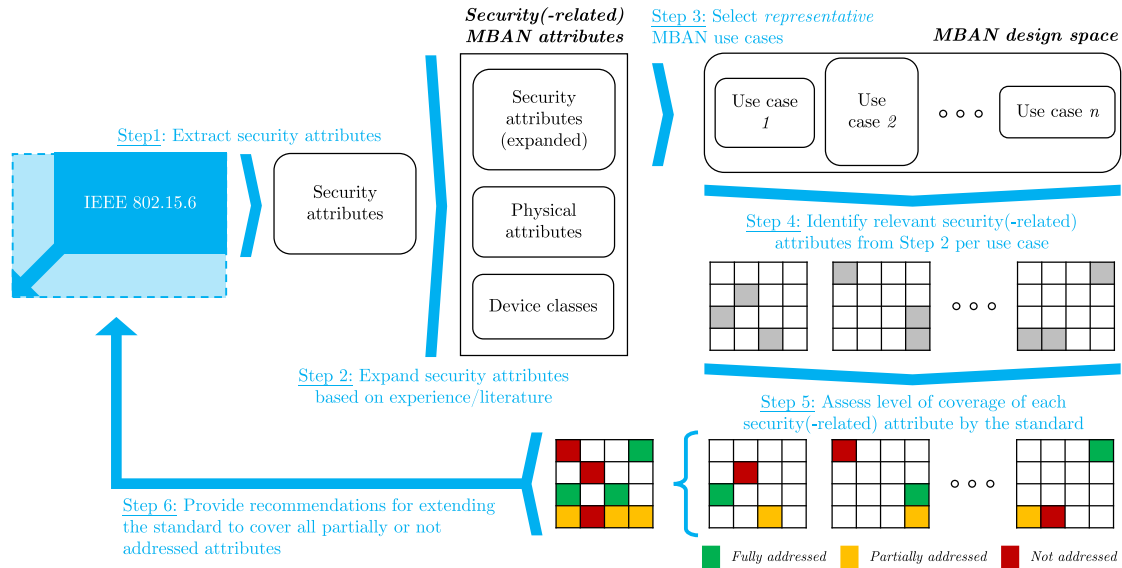 Security(-related)
MBAN attributes
Step 3: Select representative
MBAN use cases
MBAN design space
Step1: Extract security attributes
IEEE 802.15.6
Security
attributes
Security
attributes
(expanded)
Physical
attributes
Device classes
Use case
1
Use
case 2
Use case n
Step 4: Identify relevant security(-related)
attributes from Step 2 per use case
Step 2: Expand security attributes
based on experience/literature
Step 5: Assess level of coverage of each
security(-related) attribute by the standard
Step 6: Provide recommendations for extending
the standard to cover all partially or not
addressed attributes
Fully addressed
Partially addressed
Not addressed